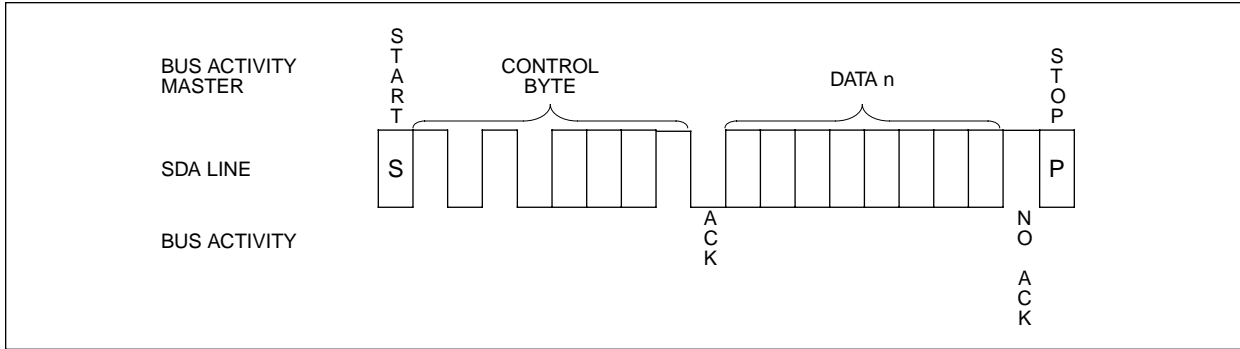 BUS ACTIVITY
MASTER
START
CONTROL
BYTE
DATA n
STOP
SDA LINE
S
P
BUS ACTIVITY
ACK
NO ACK